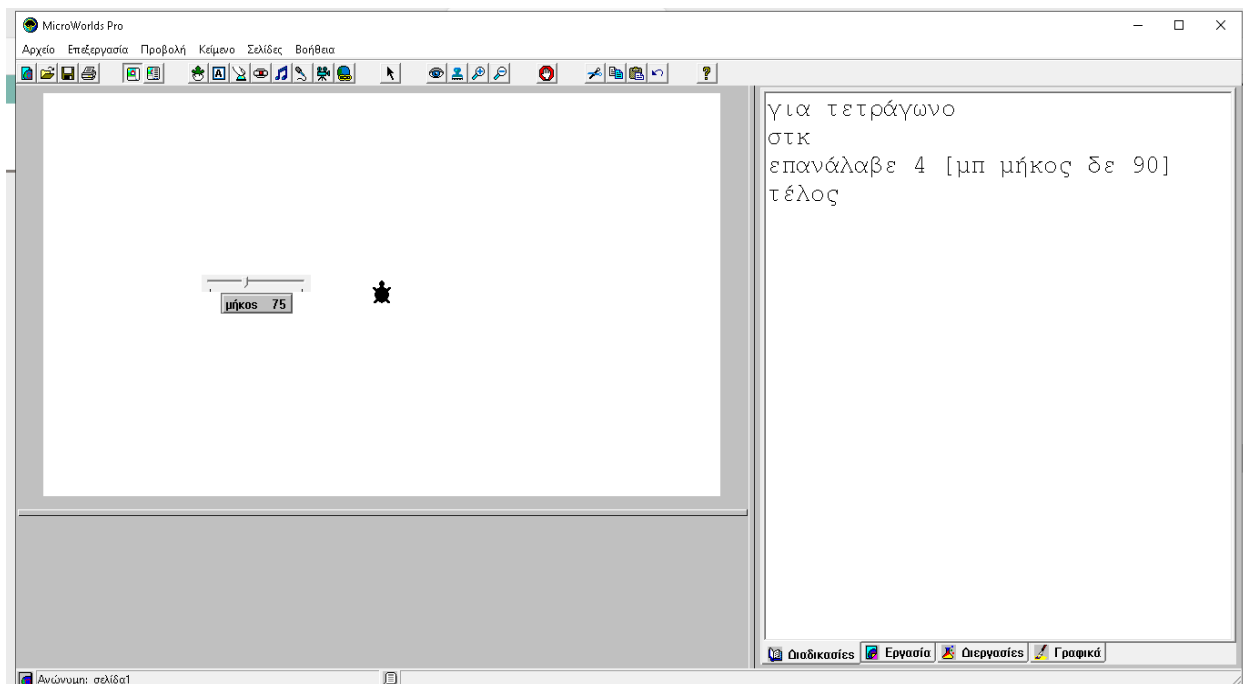 MicroWorlds Pro
Αρχείο Επεξεργασία Προβολή Κείμενο Σελίδες Βοήθεια
για τετράγωνο
στκ
επανάλαβε 4 [μπ μήκος δε 90]
τέλος
μήκος 75
Διαδικασίες Εργασία Διεργασίες Γραφικά
Ανώνυμη: σελίδα1